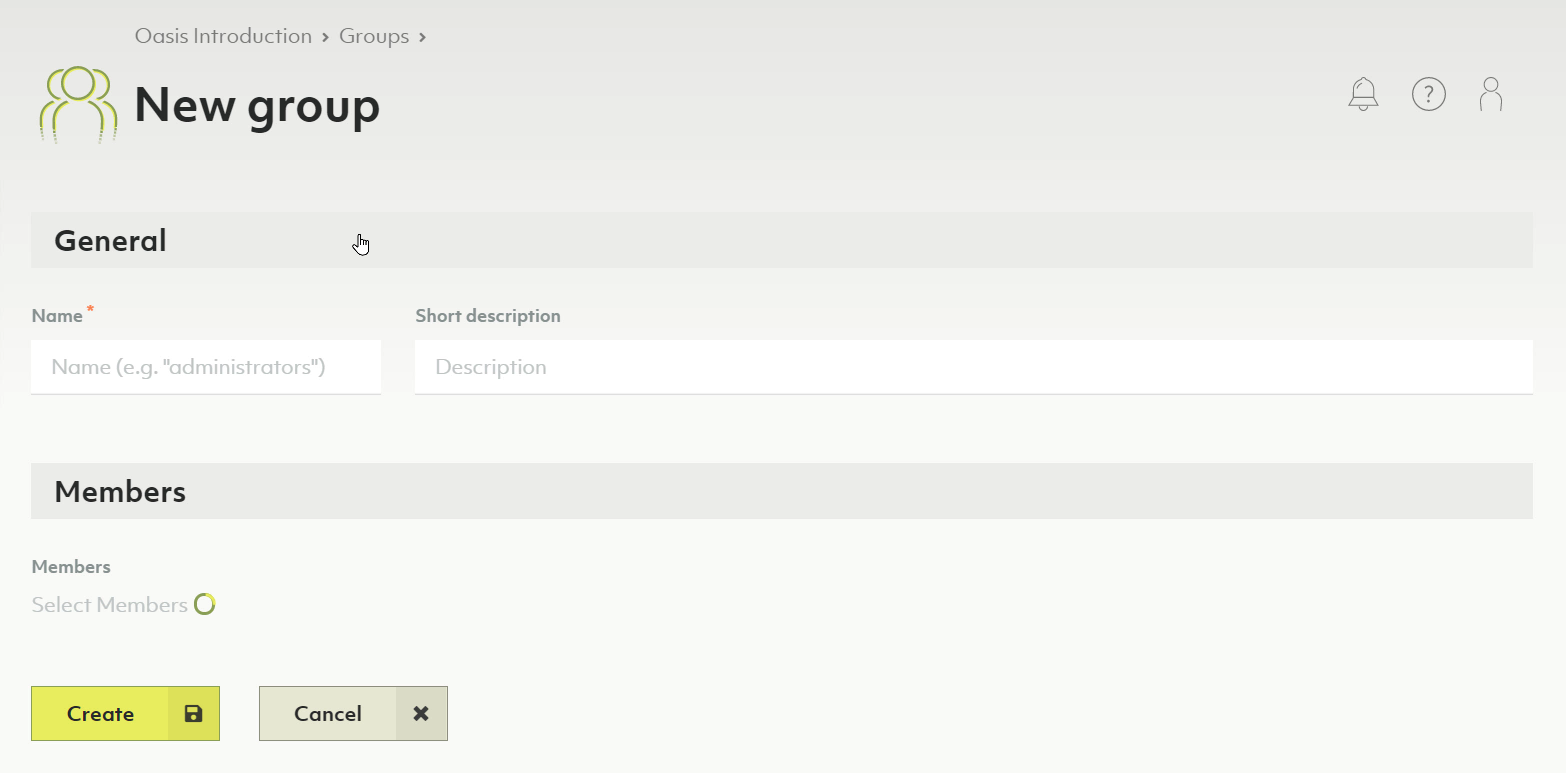 Oasis Introduction > Groups >
New group
?
General
Name * Short description
Name (e.g. "administrators") Description
Members
Members
Select Members
Create Cancel